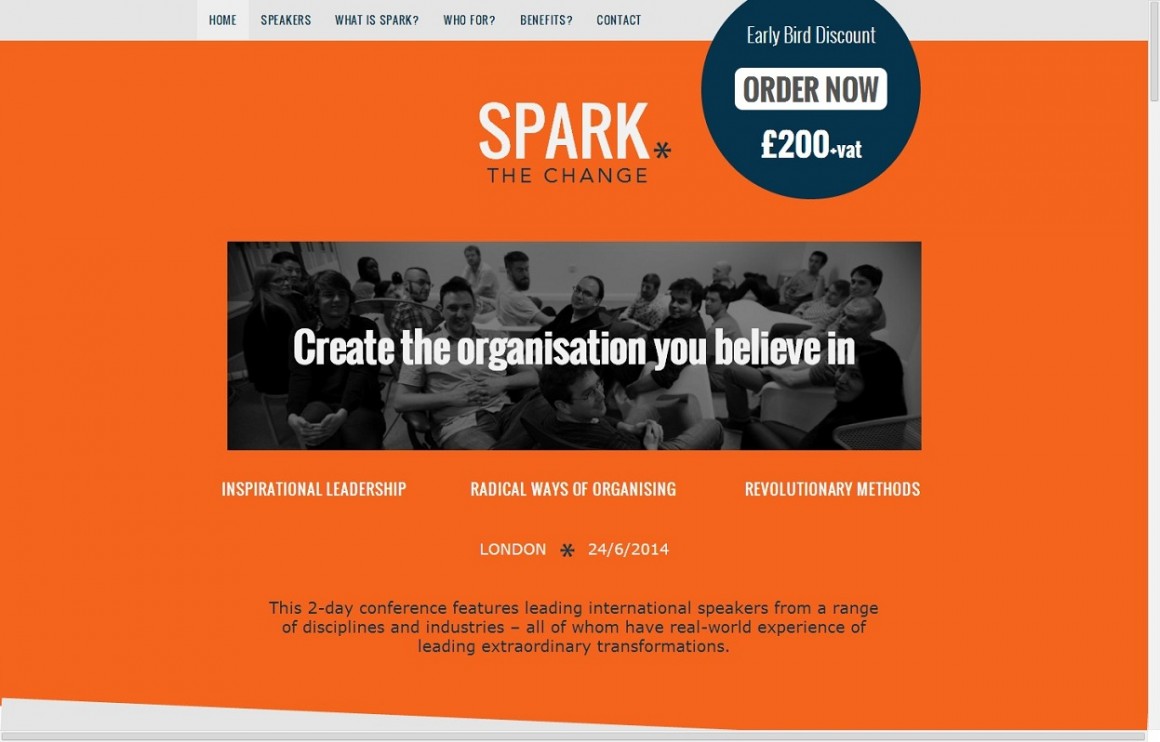 HOME SPEAKERS WHAT IS SPARK? WHO FOR? BENEFITS? CONTACT
Early Bird Discount
ORDER NOW
£200+vat
SPARK*
THE CHANGE
Create the organisation you believe in
INSPIRATIONAL LEADERSHIP RADICAL WAYS OF ORGANISING REVOLUTIONARY METHODS
LONDON * 24/6/2014
This 2-day conference features leading international speakers from a range
of disciplines and industries – all of whom have real-world experience of
leading extraordinary transformations.